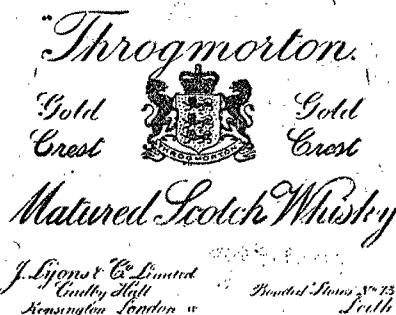 "Throgmorton.
Gold Crest
Gold Crest
THROGMORTON
Matured Scotch Whisky
J. Lyons & Co Limited
Cadby Hall
Kensington London W
Bonded Stores No 73
Leith